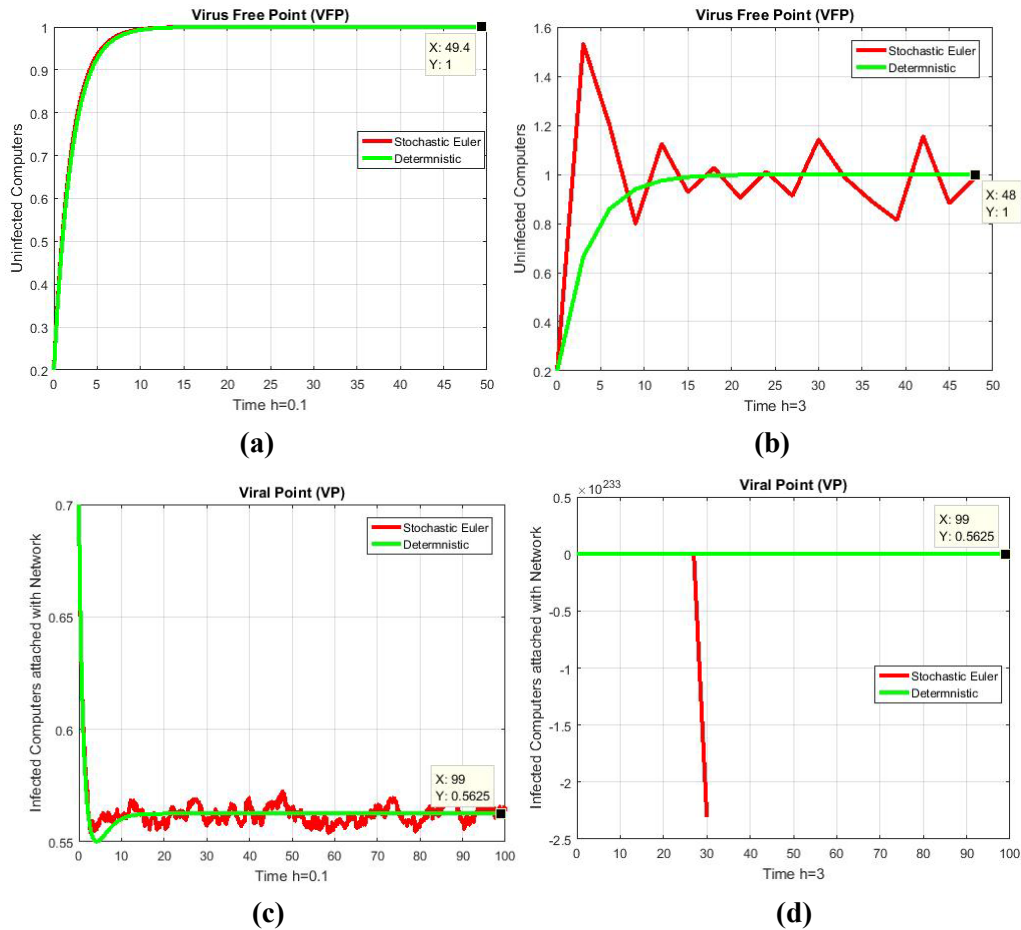 Virus Free Point (VFP)
Uninfected Computers
1
0.9
0.8
0.7
0.6
0.5
0.4
0.3
0.2
X: 49.4
Y: 1
Stochastic Euler
Determnistic
0 5 10 15 20 25 30 35 40 45 50
Time h=0.1
(a)
Virus Free Point (VFP)
Uninfected Computers
1.6
1.4
1.2
1
0.8
0.6
0.4
0.2
Stochastic Euler
Determnistic
X: 48
Y: 1
0 5 10 15 20 25 30 35 40 45 50
Time h=3
(b)
Viral Point (VP)
Infected Computers attached with Network
0.7
0.65
0.6
0.55
Stochastic Euler
Determnistic
X: 99
Y: 0.5625
0 10 20 30 40 50 60 70 80 90 100
Time h=0.1
(c)
Viral Point (VP)
×10^233
Infected Computers attached with Network
0.5
0
-0.5
-1
-1.5
-2
-2.5
X: 99
Y: 0.5625
Stochastic Euler
Determnistic
0 10 20 30 40 50 60 70 80 90 100
Time h=3
(d)